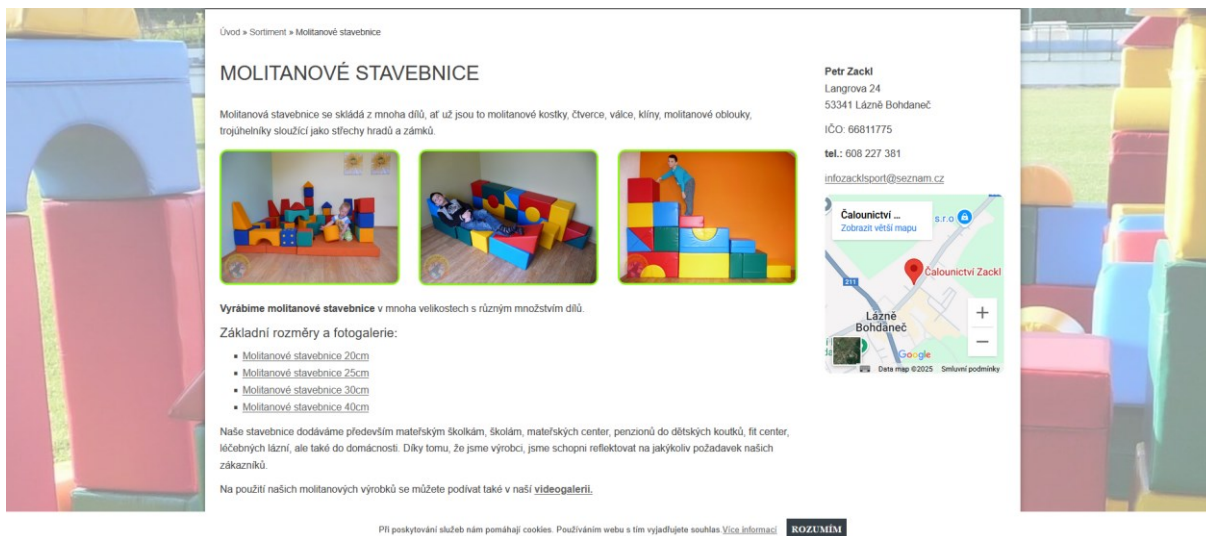 Úvod » Sortiment » Molitanové stavebnice
MOLITANOVÉ STAVEBNICE
Molitanová stavebnice se skládá z mnoha dílů, ať už jsou to molitanové kostky, čtverce, válce, klíny, molitanové oblouky,
trojúhelníky sloužící jako střechy hradů a zámků.
Vyrábíme molitanové stavebnice v mnoha velikostech s různým množstvím dílů.
Základní rozměry a fotogalerie:
Molitanové stavebnice 20cm
Molitanové stavebnice 25cm
Molitanové stavebnice 30cm
Molitanové stavebnice 40cm
Naše stavebnice dodáváme především mateřským školkám, školám, mateřských center, penzionů do dětských koutků, fit center,
léčebných lázní, ale také do domácnosti. Díky tomu, že jsme výrobci, jsme schopni reflektovat na jakýkoliv požadavek našich
zákazníků.
Na použití našich molitanových výrobků se můžete podívat také v naší videogalerii.
Petr Zackl
Langrova 24
53341 Lázně Bohdaneč
IČO: 66811775
tel.: 608 227 381
infozacklsport@seznam.cz
Čalounictví ...
Zobrazit větší mapu
s.r.o
Čalounictví Zackl
211
Lázně
Bohdaneč
Google
Data map ©2025 Smluvní podmínky
Při poskytování služeb nám pomáhají cookies. Používáním webu s tím vyjadřujete souhlas.Více informací ROZUMÍM